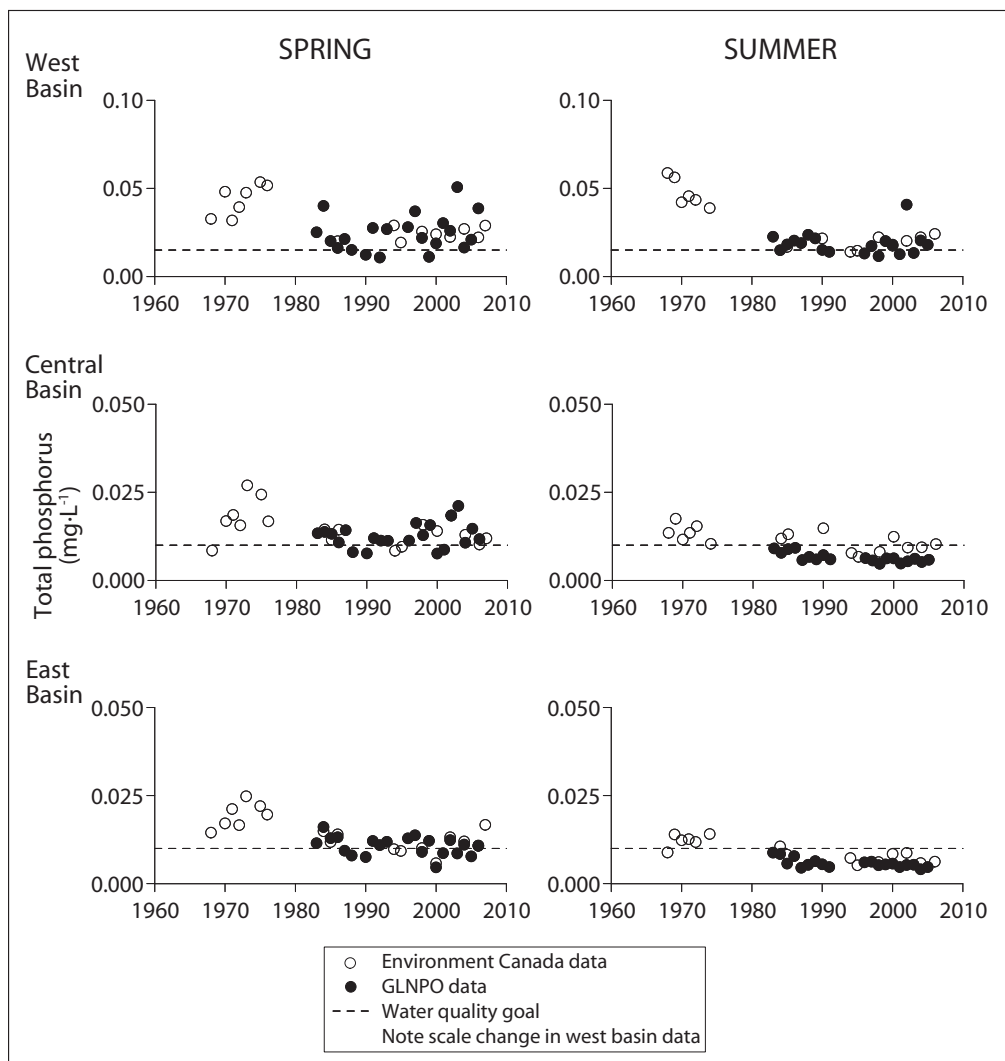 SPRING
SUMMER
West
Basin
0.10
0.05
0.00
1960 1970 1980 1990 2000 2010
0.10
0.05
0.00
1960 1970 1980 1990 2000 2010
Central
Basin
Total phosphorus
(mg·L⁻¹)
0.050
0.025
0.000
1960 1970 1980 1990 2000 2010
0.050
0.025
0.000
1960 1970 1980 1990 2000 2010
East
Basin
0.050
0.025
0.000
1960 1970 1980 1990 2000 2010
0.050
0.025
0.000
1960 1970 1980 1990 2000 2010
Environment Canada data
GLNPO data
Water quality goal
Note scale change in west basin data